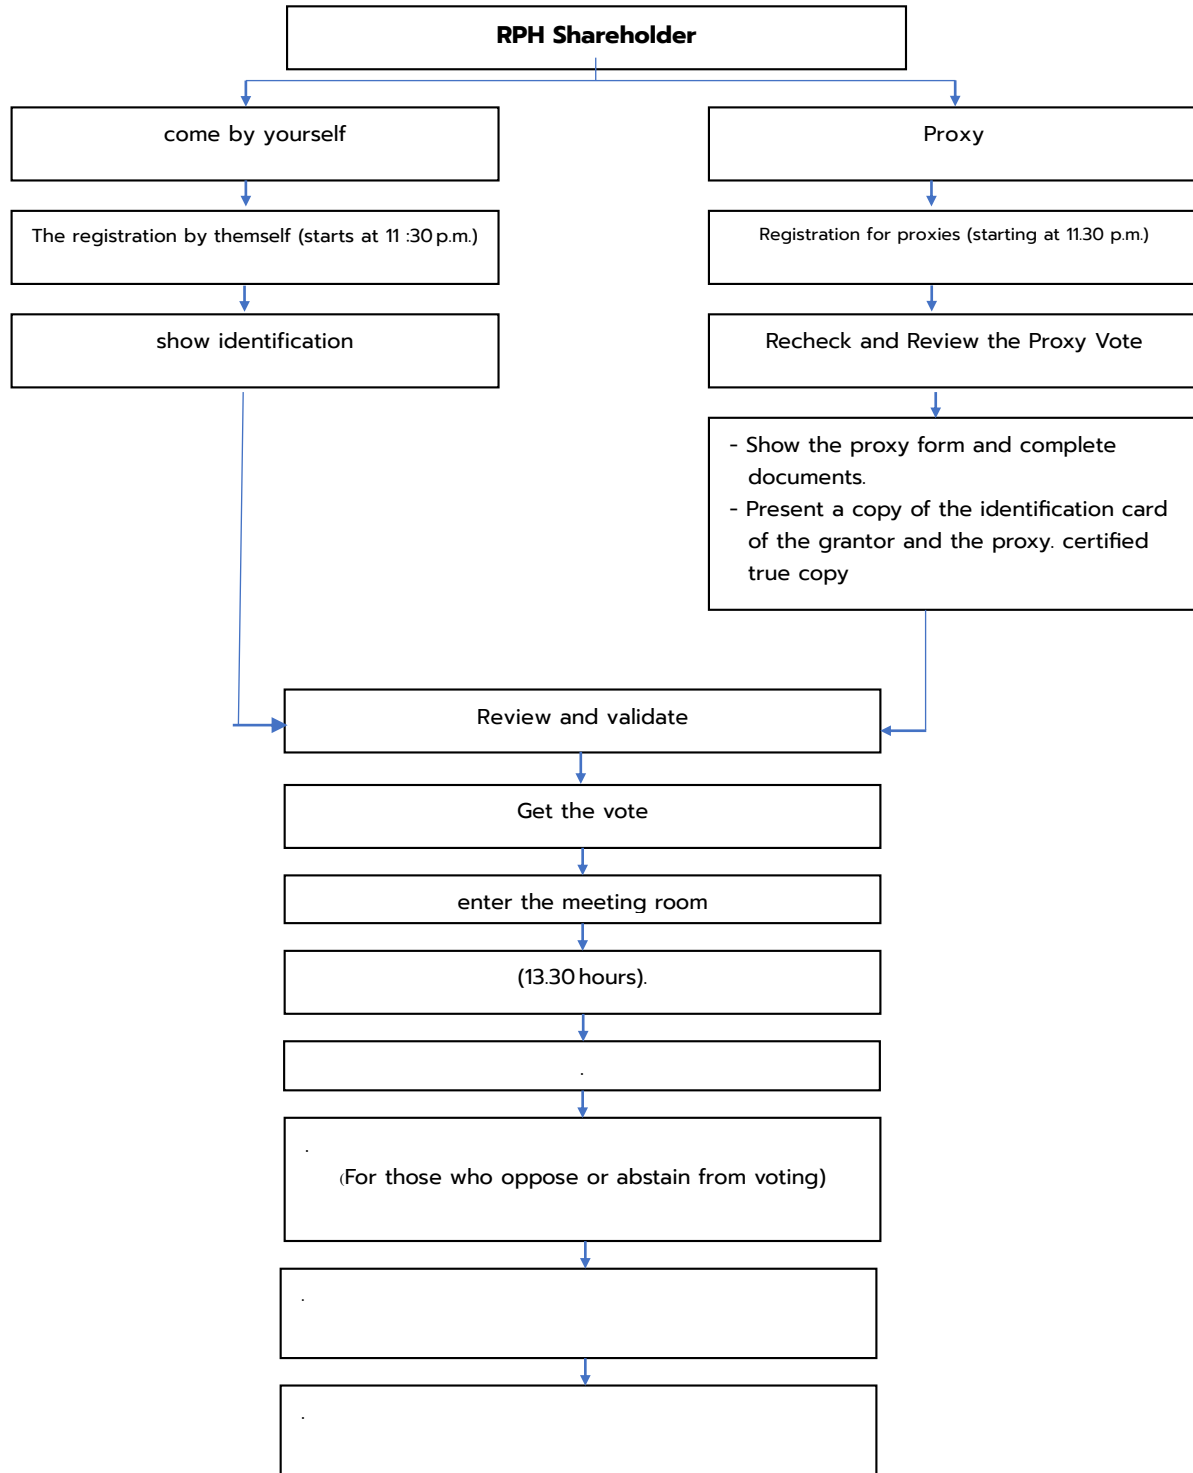 RPH Shareholder
come by yourself
Proxy
The registration by themself (starts at 11 :30 p.m.)
Registration for proxies (starting at 11.30 p.m.)
show identification
Recheck and Review the Proxy Vote
- Show the proxy form and complete
documents.
- Present a copy of the identification card
of the grantor and the proxy. certified
true copy
Review and validate
Get the vote
enter the meeting room
(13.30 hours).
.
.
(For those who oppose or abstain from voting)
.
.